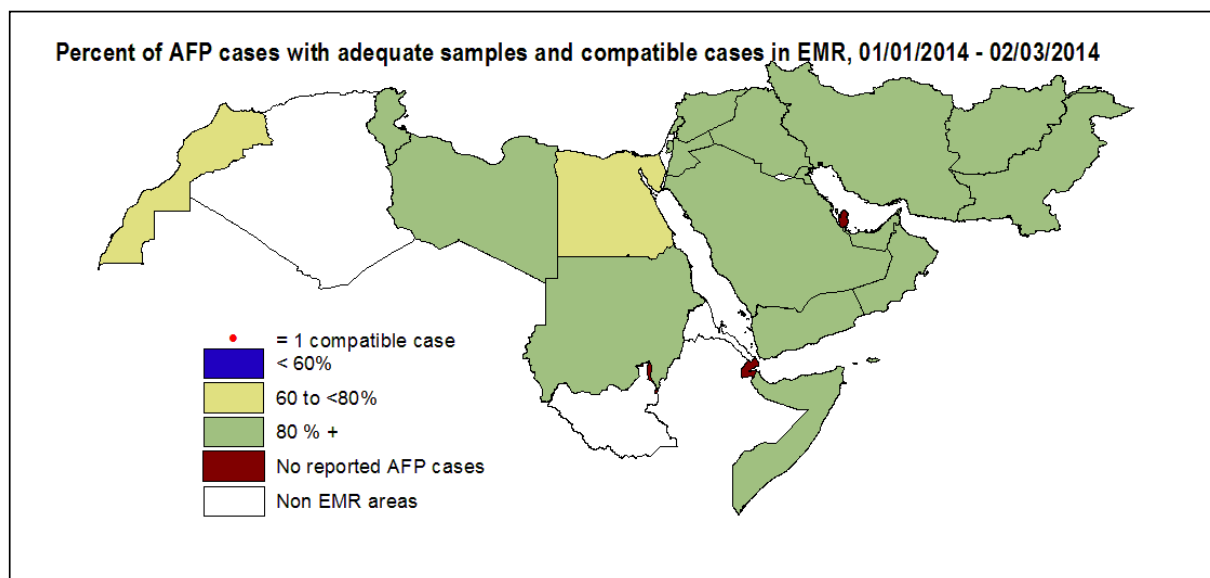 Percent of AFP cases with adequate samples and compatible cases in EMR, 01/01/2014 - 02/03/2014
= 1 compatible case
< 60%
60 to <80%
80 % +
No reported AFP cases
Non EMR areas